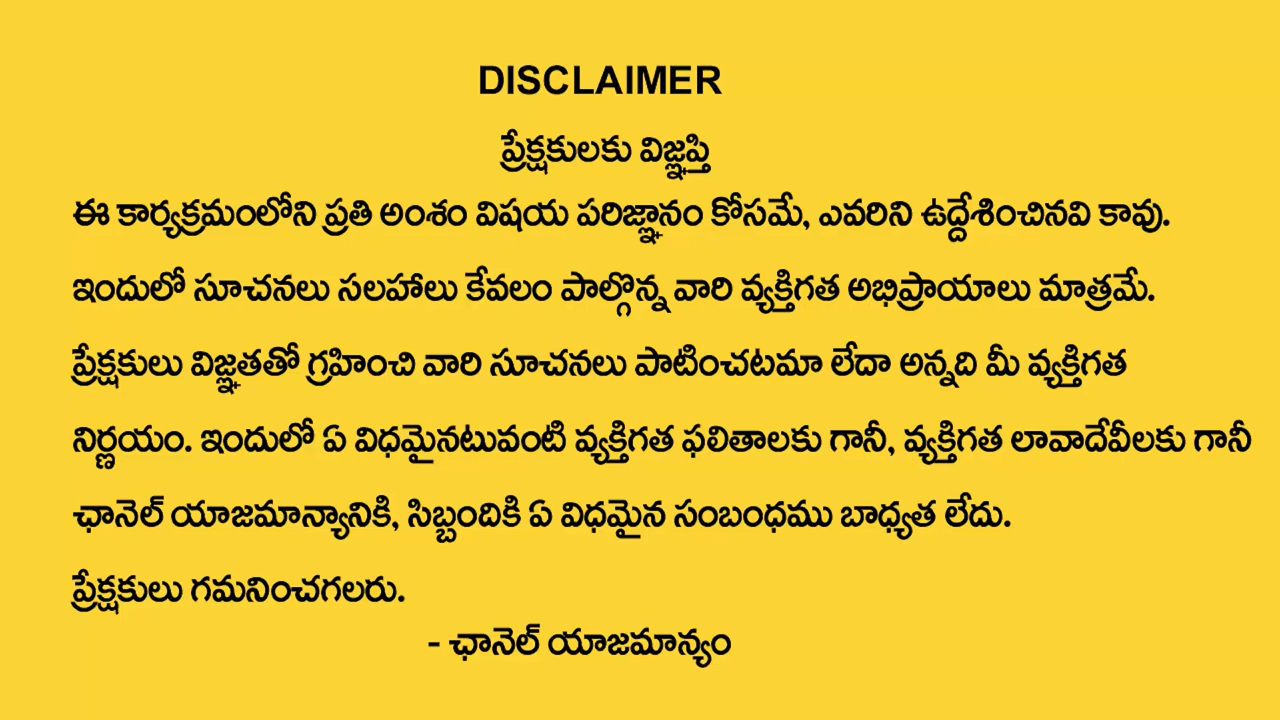 DISCLAIMER
ప్రేక్షకులకు విజ్ఞప్తి
ఈ కార్యక్రమంలోని ప్రతి అంశం విషయ పరిజ్ఞానం కోసమే, ఎవరిని ఉద్దేశించినవి కావు.
ఇందులో సూచనలు సలహాలు కేవలం పాల్గొన్న వారి వ్యక్తిగత అభిప్రాయాలు మాత్రమే.
ప్రేక్షకులు విజ్ఞతతో గ్రహించి వారి సూచనలు పాటించటమా లేదా అన్నది మీ వ్యక్తిగత
నిర్ణయం. ఇందులో ఏ విధమైనటువంటి వ్యక్తిగత ఫలితాలకు గానీ, వ్యక్తిగత లావాదేవీలకు గానీ
ఛానెల్ యాజమాన్యానికి, సిబ్బందికి ఏ విధమైన సంబంధము బాధ్యత లేదు.
ప్రేక్షకులు గమనించగలరు.
- ఛానెల్ యాజమాన్యం